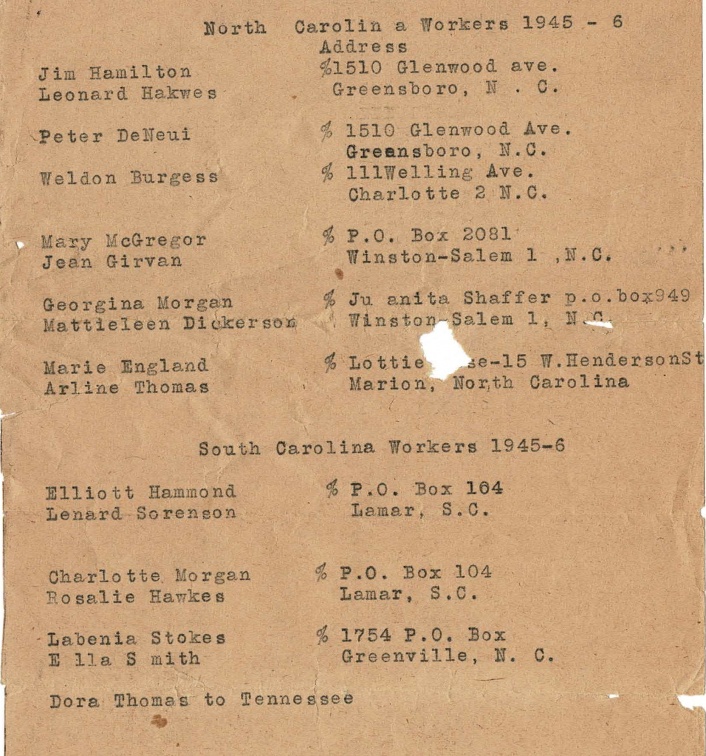 North Carolin a Workers 1945 - 6
Address
Jim Hamilton %1510 Glenwood ave.
Leonard Hakwes Greensboro, N . C.
Peter DeNeui % 1510 Glenwood Ave.
Greensboro, N.C.
Weldon Burgess % 111Welling Ave.
Charlotte 2 N.C.
Mary McGregor % P.O. Box 2081
Jean Girvan Winston-Salem 1 ,N.C.
Georgina Morgan % Ju anita Shaffer p.o.box949
Mattieleen Dickerson Winston-Salem 1, N.C.
Marie England % Lottie se-15 W.HendersonSt
Arline Thomas Marion, North Carolina
South Carolina Workers 1945-6
Elliott Hammond % P.O. Box 104
Lenard Sorenson Lamar, S.C.
Charlotte Morgan % P.O. Box 104
Rosalie Hawkes Lamar, S.C.
Labenia Stokes % 1754 P.O. Box
E lla S mith Greenville, N. C.
Dora Thomas to Tennessee